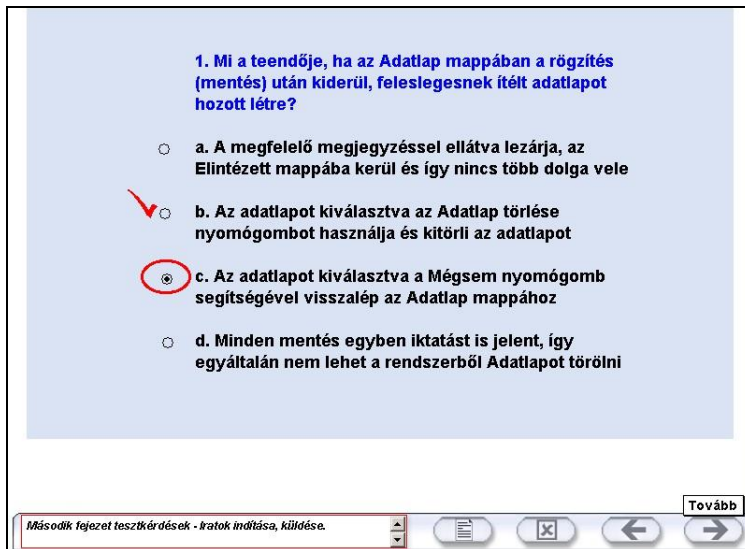 1. Mi a teendője, ha az Adatlap mappában a rögzítés
(mentés) után kiderül, feleslegesnek ítélt adatlapot
hozott létre?
a. A megfelelő megjegyzéssel ellátva lezárja, az
Elintézett mappába kerül és így nincs több dolga vele
b. Az adatlapot kiválasztva az Adatlap törlése
nyomógombot használja és kitörli az adatlapot
c. Az adatlapot kiválasztva a Mégsem nyomógomb
segítségével visszalép az Adatlap mappához
d. Minden mentés egyben iktatást is jelent, így
egyáltalán nem lehet a rendszerből Adatlapot törölni
Tovább
Második fejezet tesztkérdések - Iratok indítása, küldése.